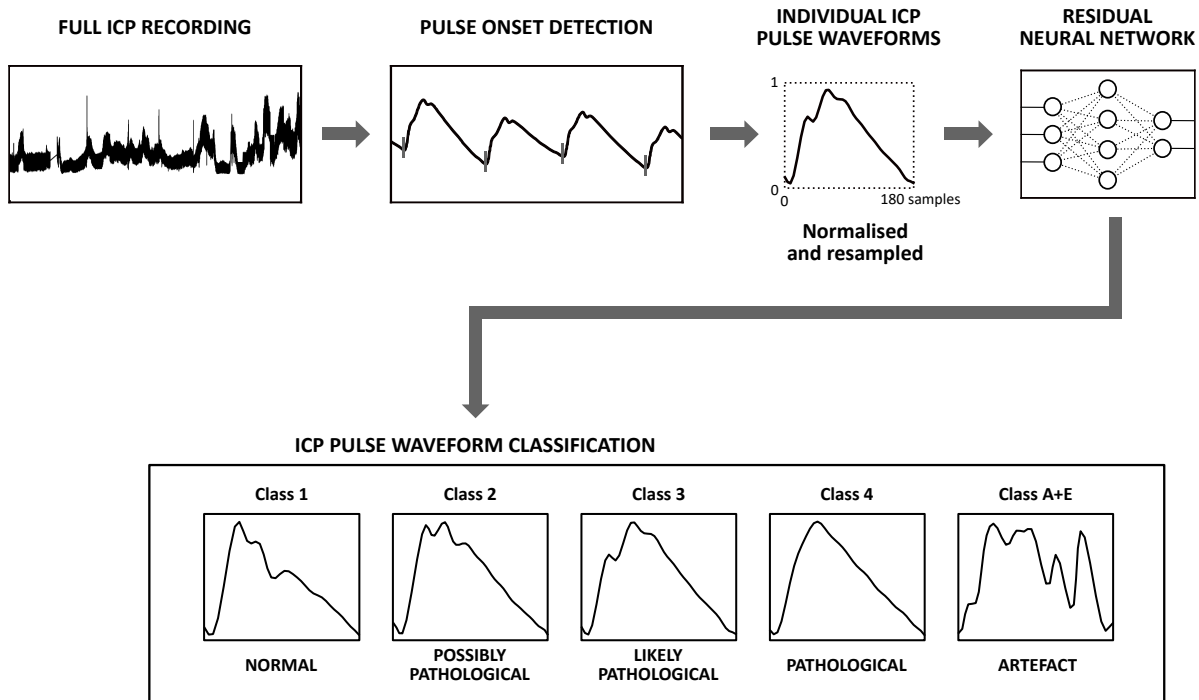 FULL ICP RECORDING
PULSE ONSET DETECTION
INDIVIDUAL ICP
PULSE WAVEFORMS
RESIDUAL
NEURAL NETWORK
1
0
0
180 samples
Normalised
and resampled
ICP PULSE WAVEFORM CLASSIFICATION
Class 1
Class 2
Class 3
Class 4
Class A+E
NORMAL
POSSIBLY
PATHOLOGICAL
LIKELY
PATHOLOGICAL
PATHOLOGICAL
ARTEFACT